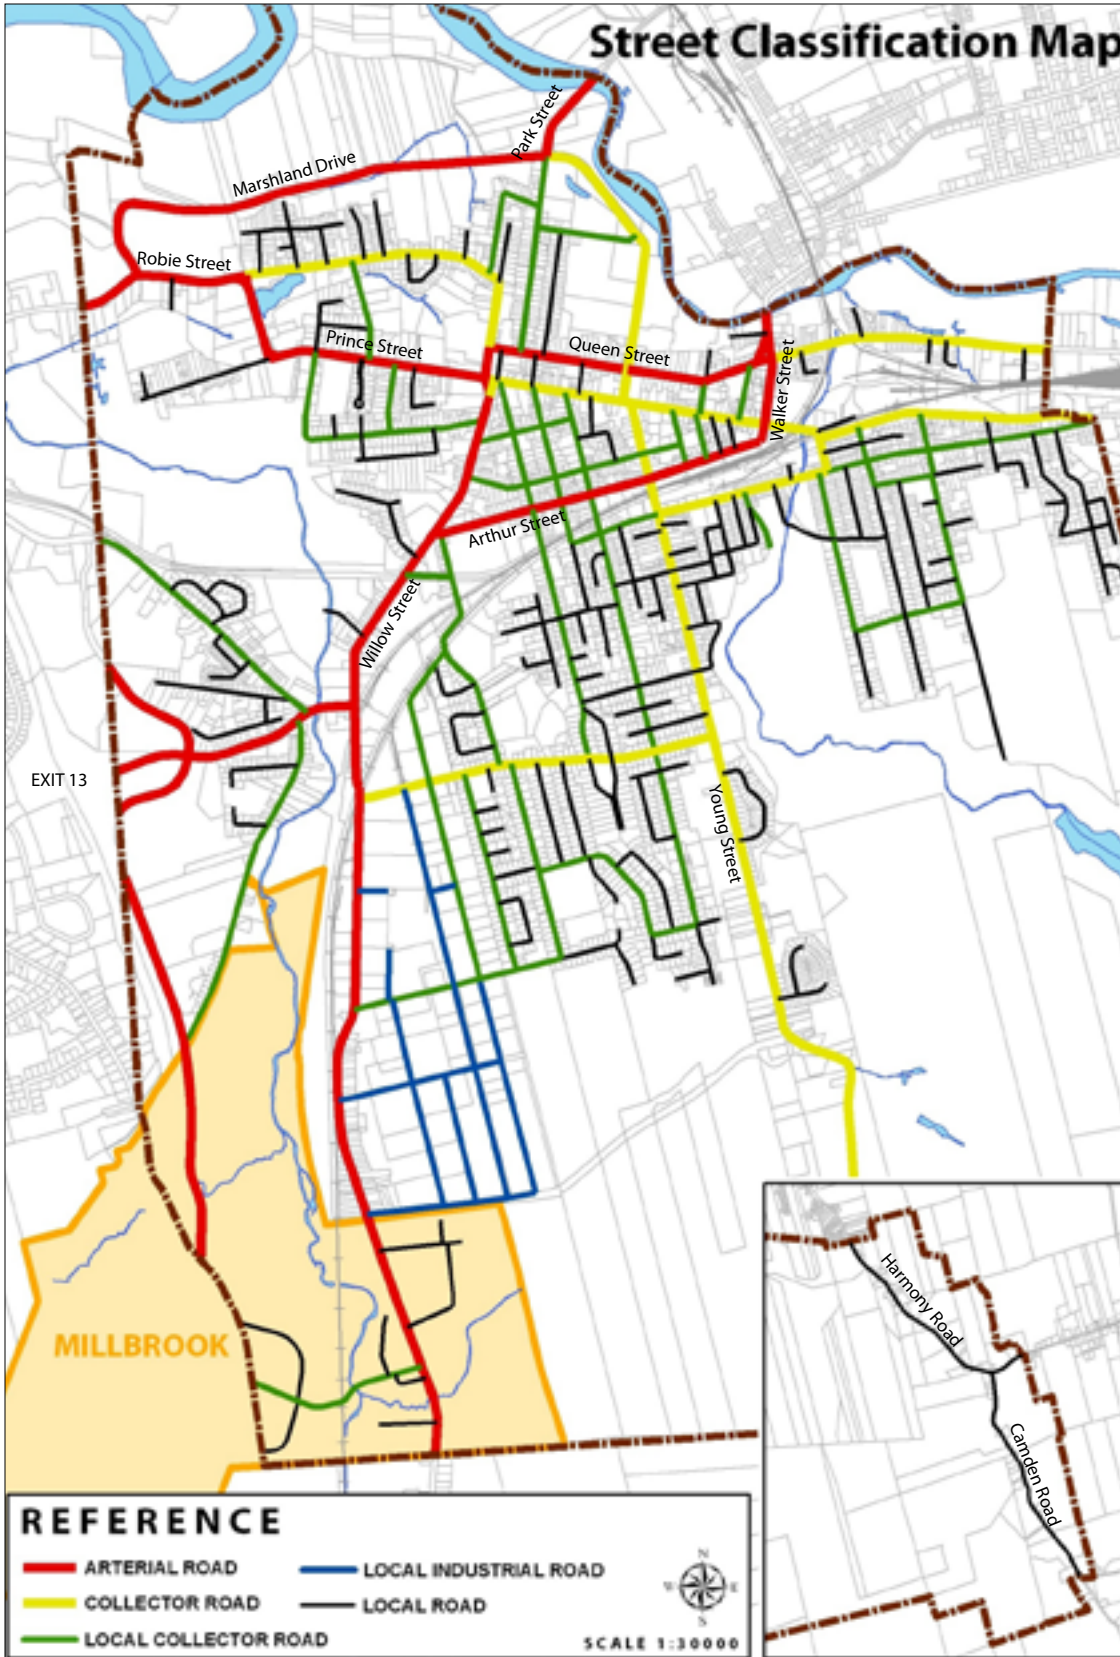 Street Classification Map
Park Street
Marshland Drive
Robie Street
Prince Street
Queen Street
Walker Street
Arthur Street
Willow Street
EXIT 13
Young Street
MILLBROOK
Harmony Road
Camden Road
REFERENCE
ARTERIAL ROAD
COLLECTOR ROAD
LOCAL COLLECTOR ROAD
LOCAL INDUSTRIAL ROAD
LOCAL ROAD
N
W
E
S
SCALE 1:30000